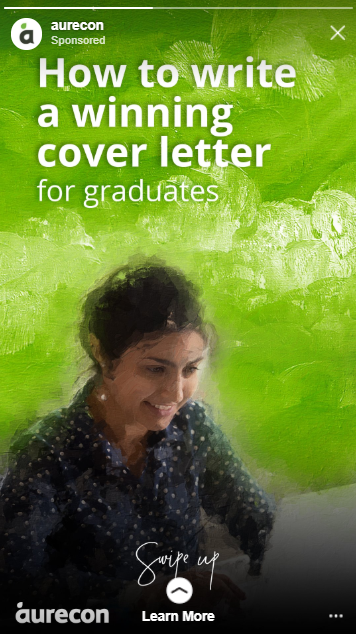 aurecon
Sponsored
How to write
a winning
cover letter
for graduates
Swipe up
aurecon
Learn More